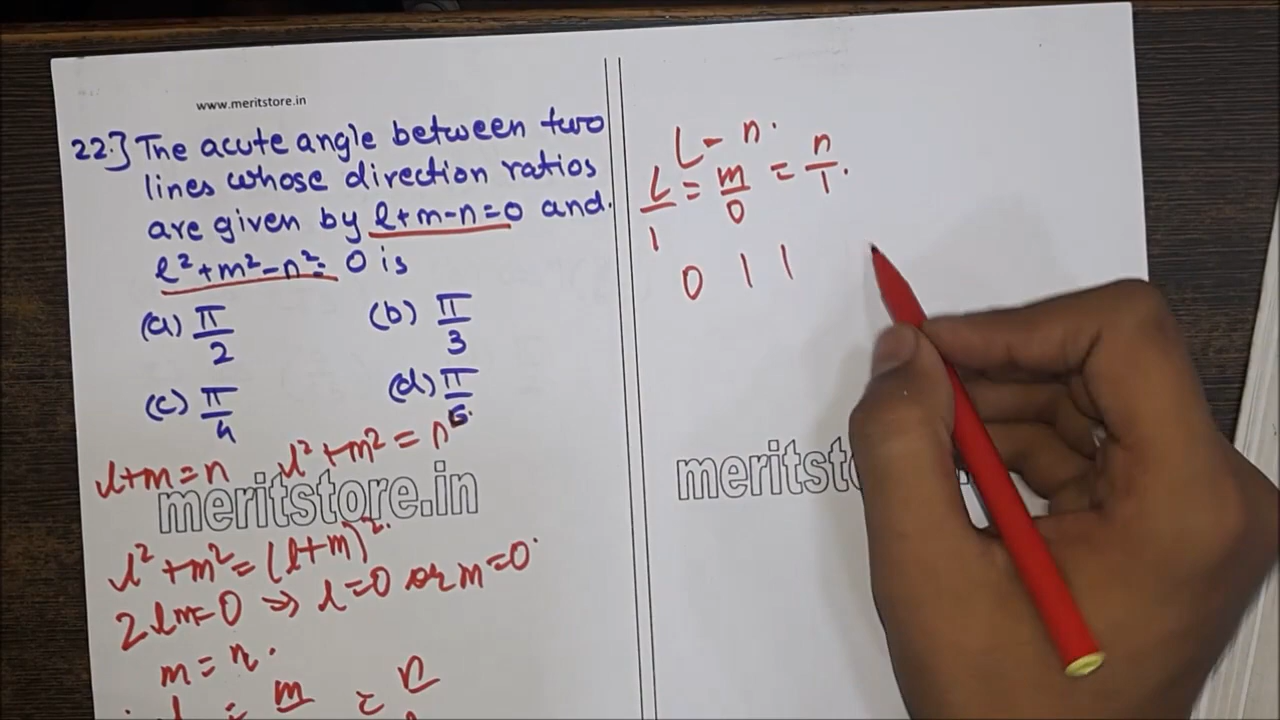 www.meritstore.in
22.] The acute angle between two
lines whose direction ratios
are given by l+m-n=0 and
l²+m²-n²= 0 is
(a) π/2 (b) π/3
(c) π/4 (d) π/6
l+m=n l²+m²=n²
meritstore.in
l²+m²=(l+m)²
2lm=0 ⇒ l=0 or m=0
m=n.
m = n
L - n.
L/1 = m/0 = n/1.
0 1 1
meritsto